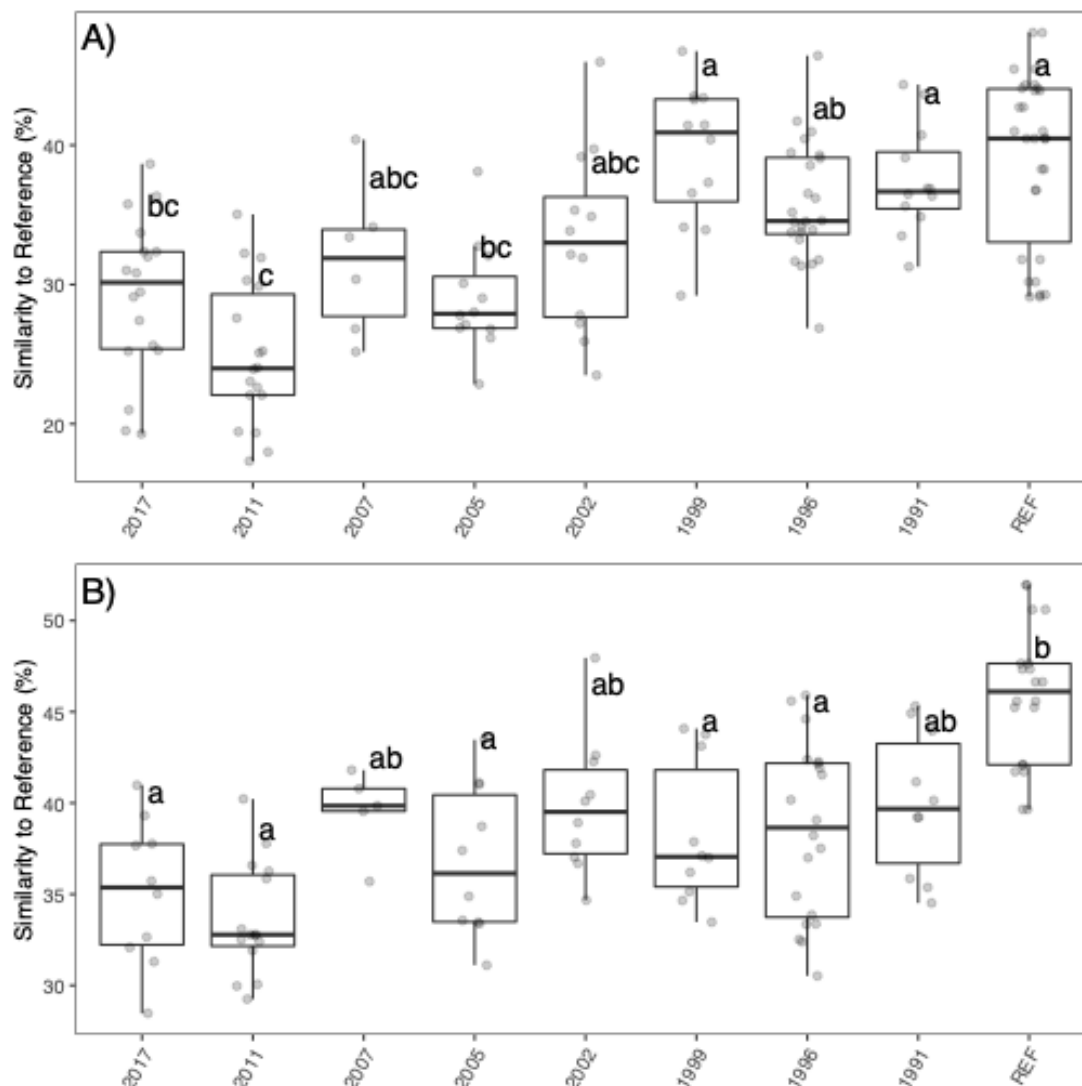 A)
Similarity to Reference (%)
40
30
20
bc
c
abc
bc
abc
a
ab
a
a
2017
2011
2007
2005
2002
1999
1996
1991
REF
B)
Similarity to Reference (%)
50
45
40
35
30
a
a
ab
a
ab
a
a
ab
b
2017
2011
2007
2005
2002
1999
1996
1991
REF